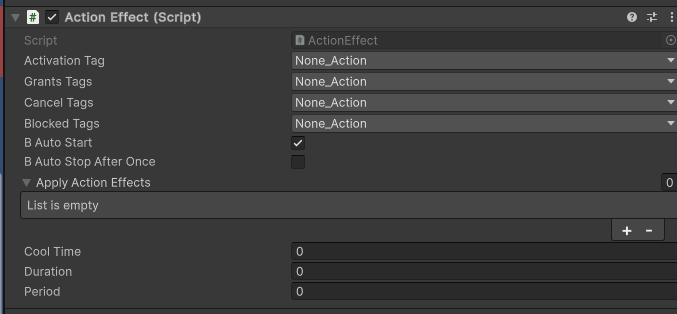 Action Effect (Script)
Script ActionEffect
Activation Tag None_Action
Grants Tags None_Action
Cancel Tags None_Action
Blocked Tags None_Action
B Auto Start
B Auto Stop After Once
Apply Action Effects 0
List is empty
+ -
Cool Time 0
Duration 0
Period 0